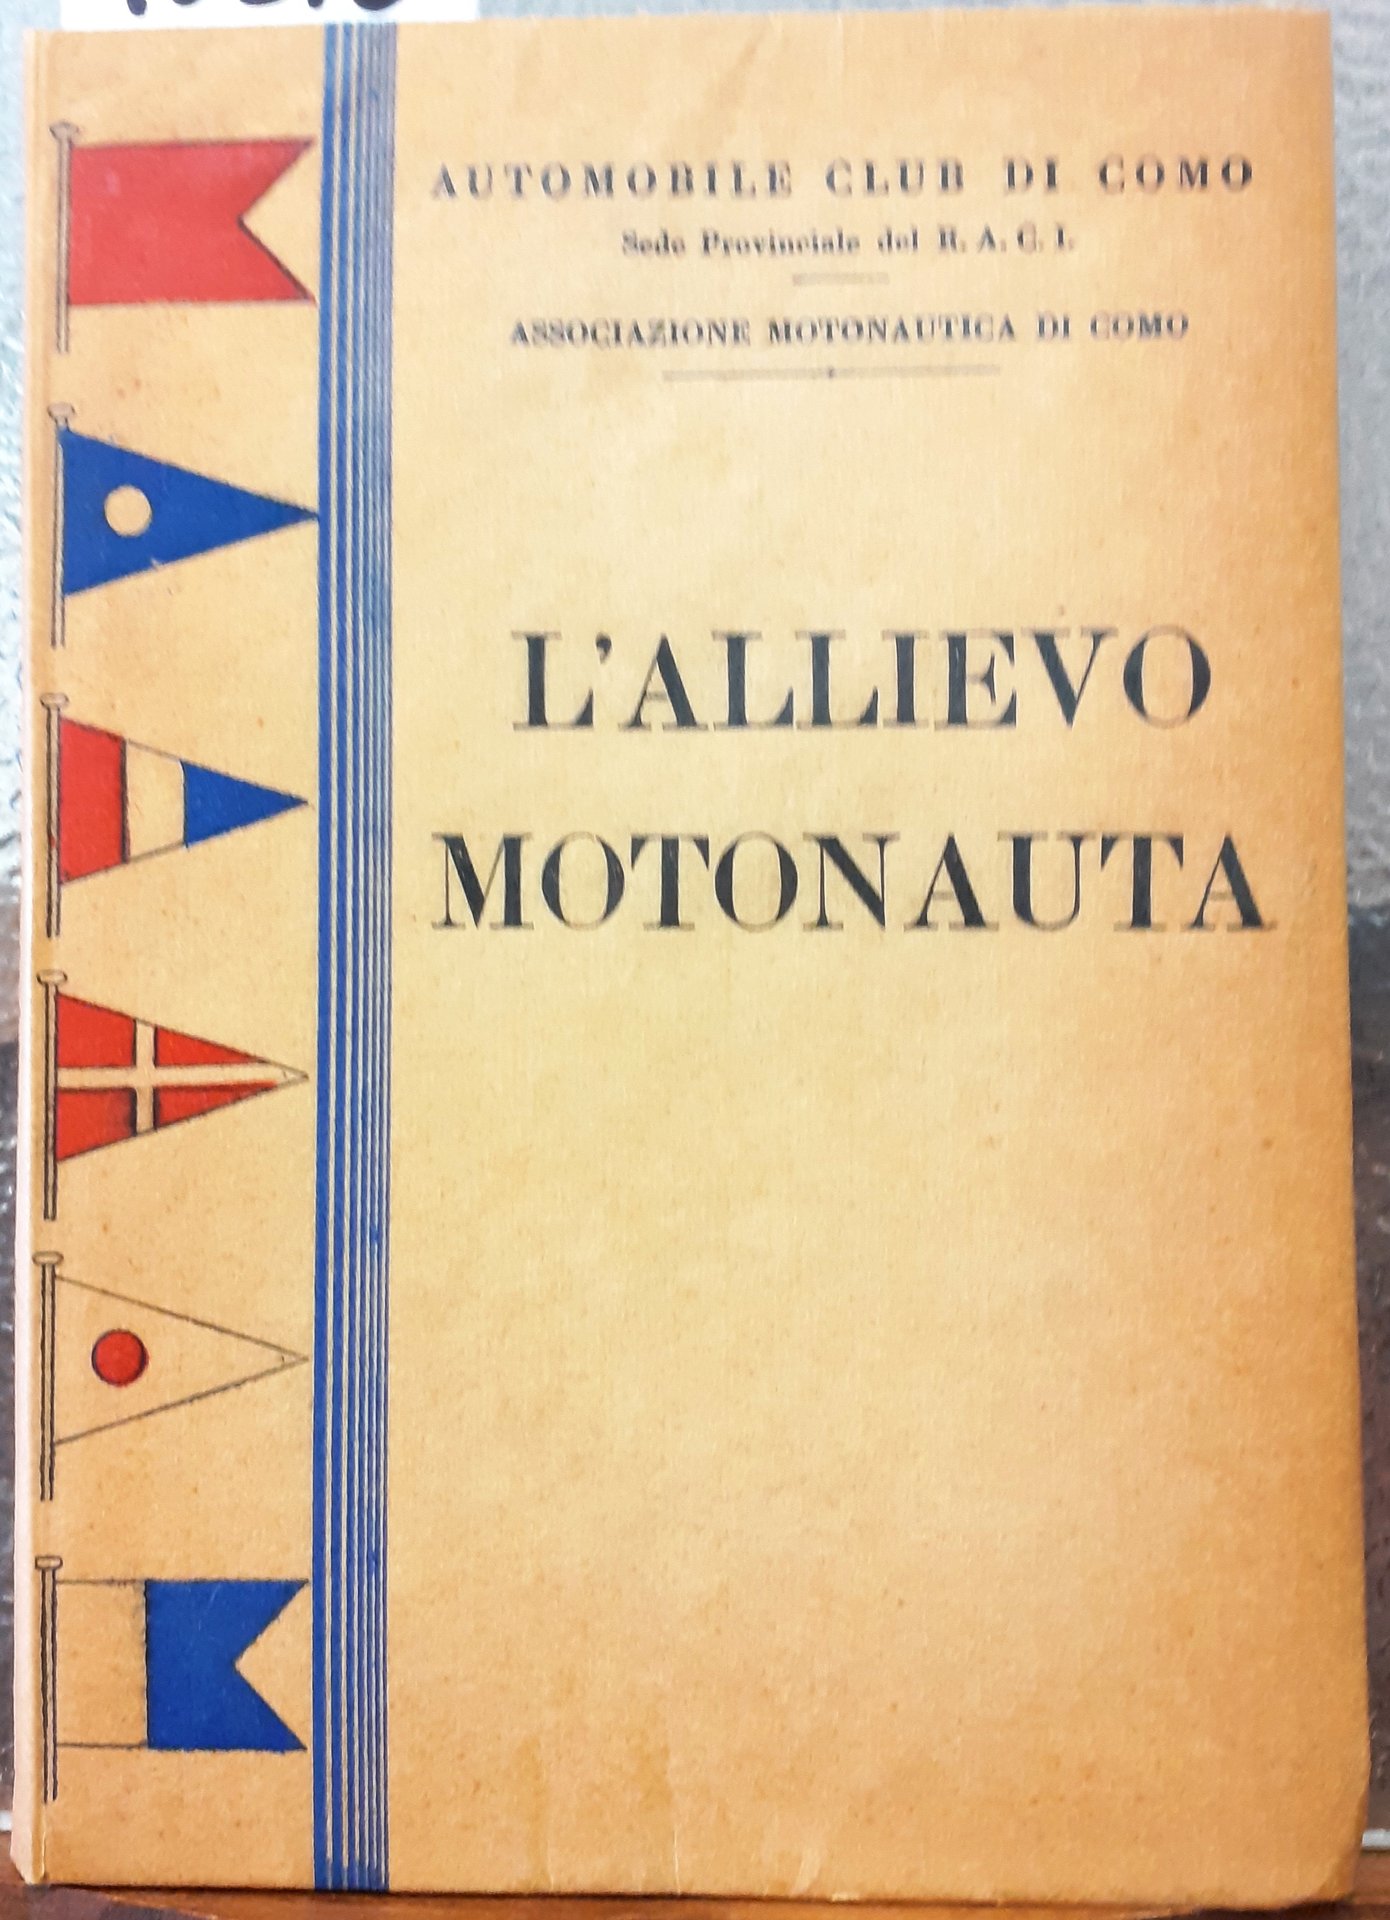 AUTOMOBILE CLUB DI COMO
Sede Provinciale del R. A. C. I.
ASSOCIAZIONE MOTONAUTICA DI COMO
L'ALLIEVO
MOTONAUTA